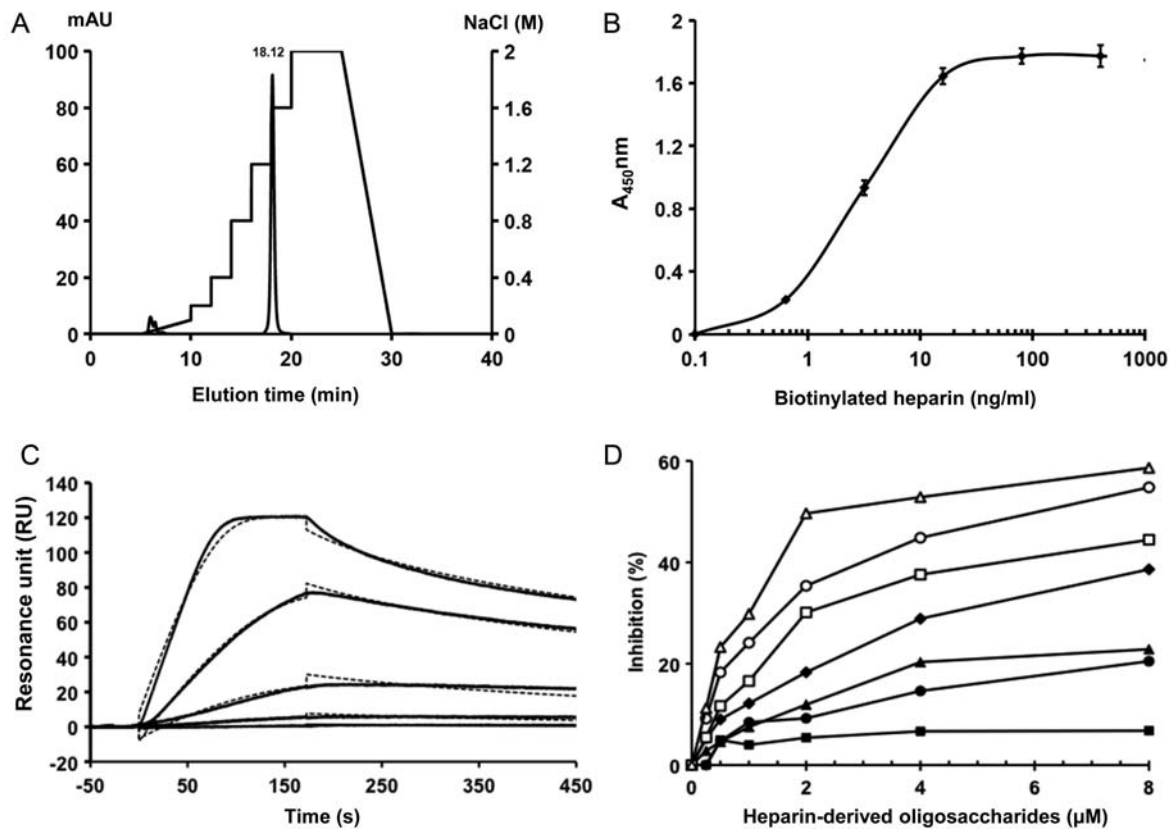 A
mAU
NaCl (M)
18.12
100
80
60
40
20
0
2
1.6
1.2
0.8
0.4
0
0 10 20 30 40
Elution time (min)
B
2
1.6
1.2
0.8
0.4
0
A450nm
0.1 1 10 100 1000
Biotinylated heparin (ng/ml)
C
140
120
100
80
60
40
20
0
-20
Resonance unit (RU)
-50 50 150 250 350 450
Time (s)
D
60
40
20
0
Inhibition (%)
0 2 4 6 8
Heparin-derived oligosaccharides (µM)